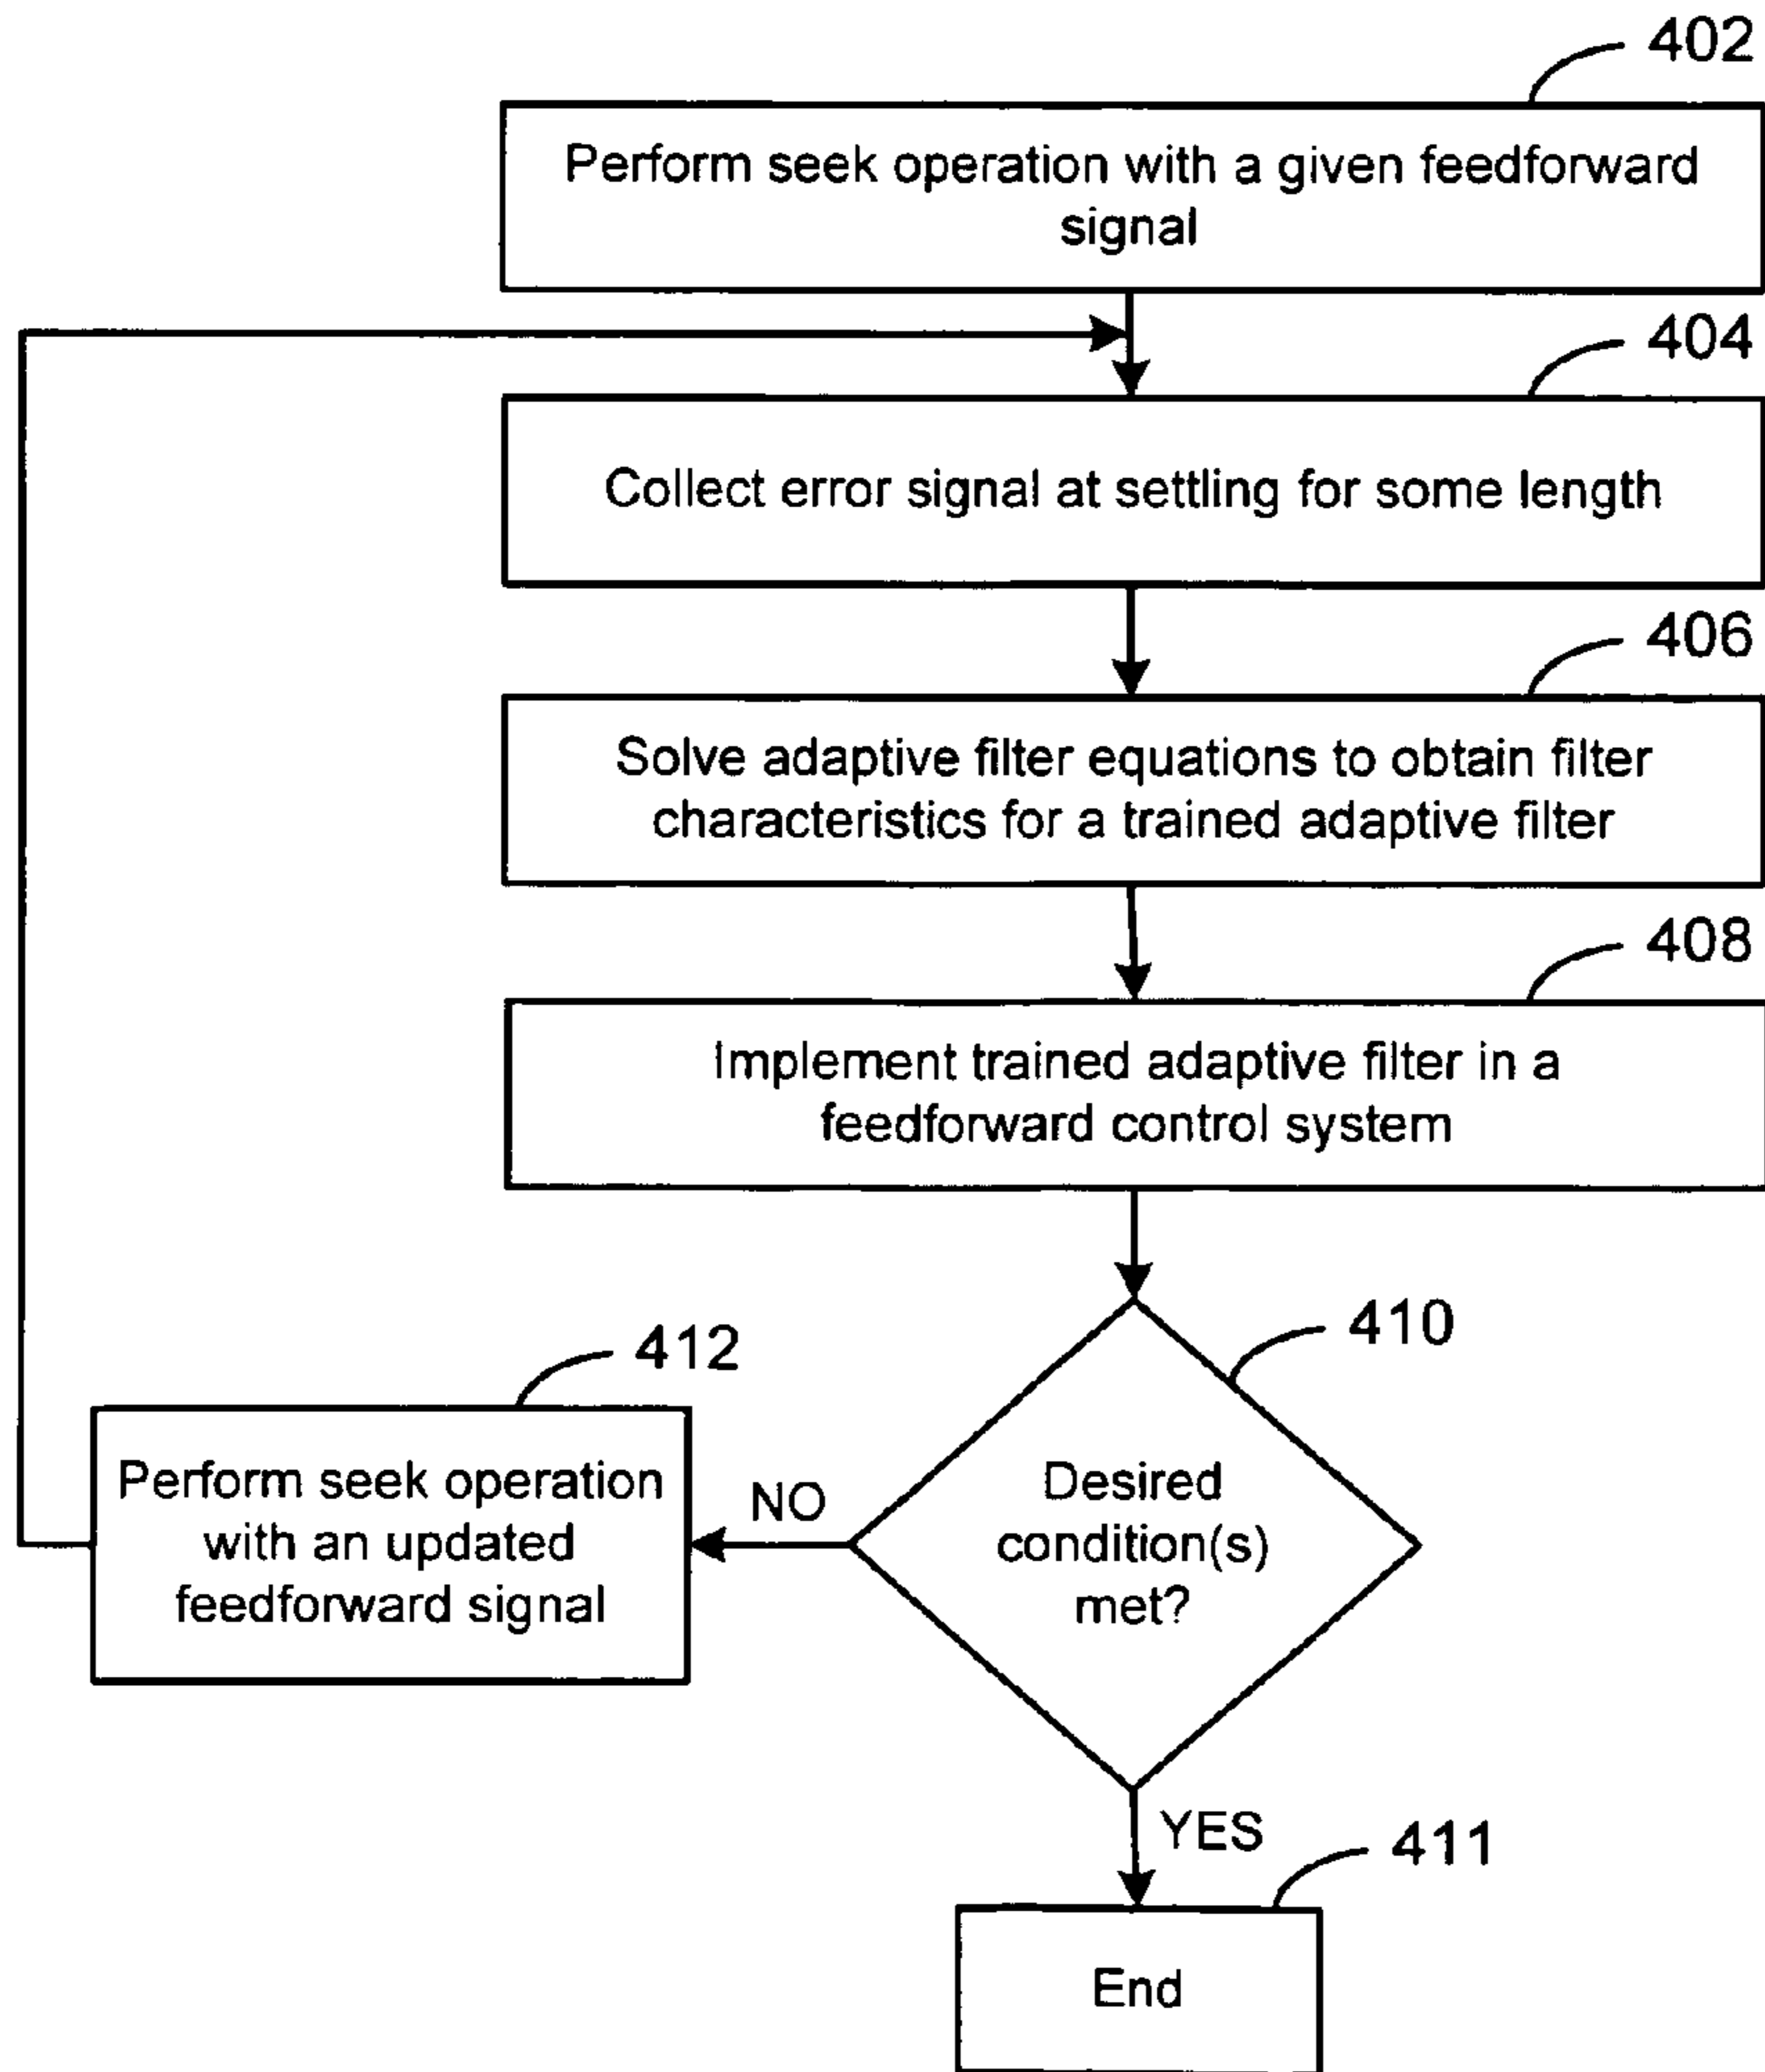 402
Perform seek operation with a given feedforward
signal
404
Collect error signal at settling for some length
406
Solve adaptive filter equations to obtain filter
characteristics for a trained adaptive filter
408
Implement trained adaptive filter in a
feedforward control system
410
Desired
condition(s)
met?
NO
412
Perform seek operation
with an updated
feedforward signal
YES
411
End